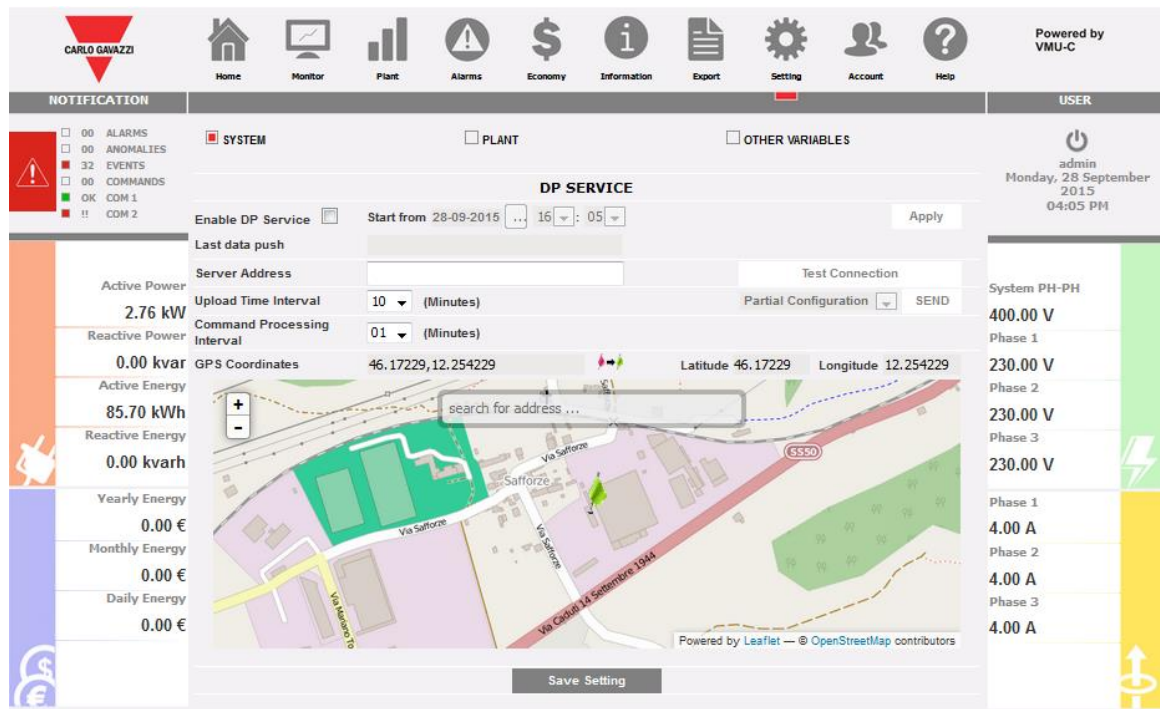 CARLO GAVAZZI
Home
Monitor
Plant
Alarms
Economy
Information
Export
Setting
Account
Help
Powered by
VMU-C
NOTIFICATION
USER
00 ALARMS
00 ANOMALIES
32 EVENTS
00 COMMANDS
OK COM 1
!! COM 2
SYSTEM
PLANT
OTHER VARIABLES
admin
Monday, 28 September
2015
04:05 PM
DP SERVICE
Enable DP Service
Start from 28-09-2015 ... 16 : 05
Apply
Last data push
Server Address
Test Connection
Upload Time Interval
10 (Minutes)
Partial Configuration
SEND
Command Processing
Interval
01 (Minutes)
GPS Coordinates
46.17229,12.254229
Latitude 46.17229
Longitude 12.254229
Active Power
2.76 kW
Reactive Power
0.00 kvar
Active Energy
85.70 kWh
Reactive Energy
0.00 kvarh
Yearly Energy
0.00 €
Monthly Energy
0.00 €
Daily Energy
0.00 €
$
€
+
-
search for address ...
Via Safforze
SS50
Safforze
Via Safforze
Via Safforze
Via Caduti 14 Settembre 1944
Via Mariano To
Saff
Powered by Leaflet — © OpenStreetMap contributors
Save Setting
System PH-PH
400.00 V
Phase 1
230.00 V
Phase 2
230.00 V
Phase 3
230.00 V
Phase 1
4.00 A
Phase 2
4.00 A
Phase 3
4.00 A